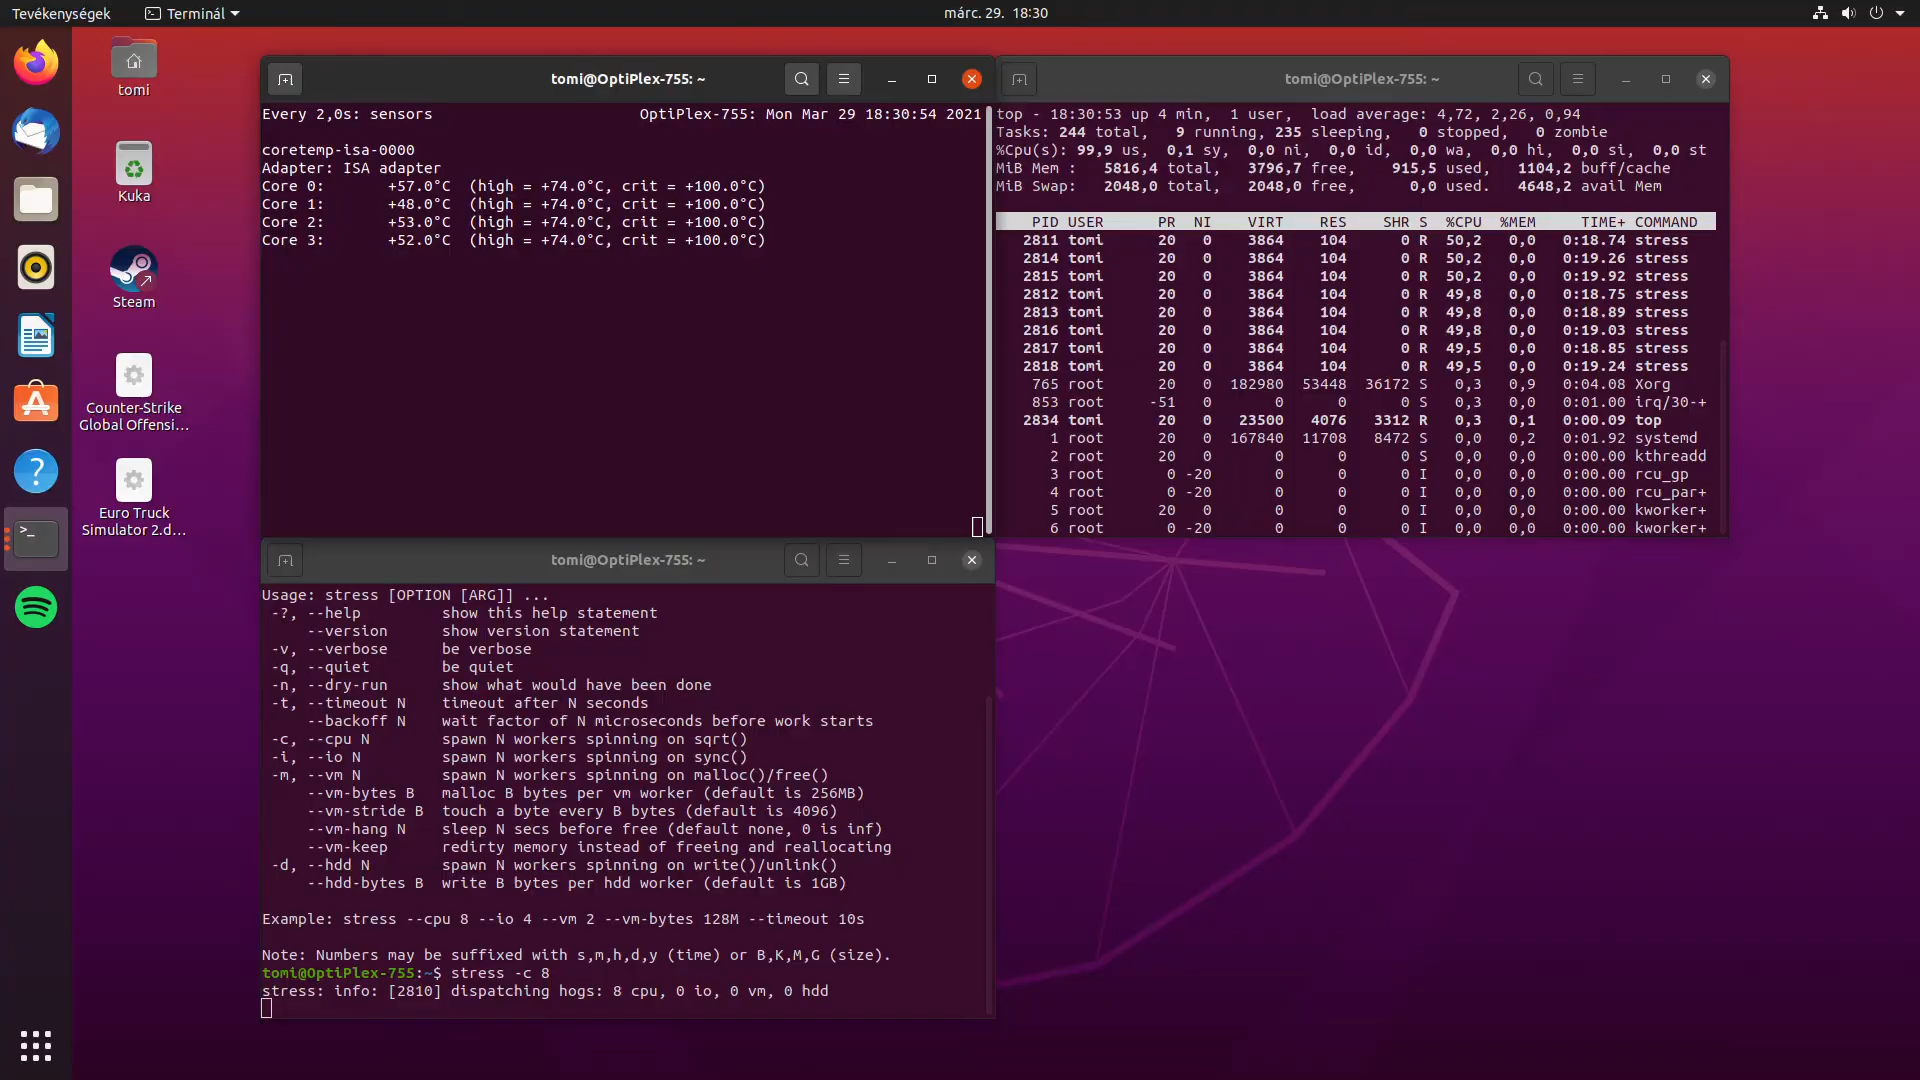 Tevékenységek
Terminál
márc. 29. 18:30
tomi
Kuka
Steam
Counter-Strike
Global Offensi…
Euro Truck
Simulator 2.d…
tomi@OptiPlex-755: ~
Every 2,0s: sensors OptiPlex-755: Mon Mar 29 18:30:54 2021
coretemp-isa-0000
Adapter: ISA adapter
Core 0: +57.0°C (high = +74.0°C, crit = +100.0°C)
Core 1: +48.0°C (high = +74.0°C, crit = +100.0°C)
Core 2: +53.0°C (high = +74.0°C, crit = +100.0°C)
Core 3: +52.0°C (high = +74.0°C, crit = +100.0°C)
tomi@OptiPlex-755: ~
top - 18:30:53 up 4 min, 1 user, load average: 4,72, 2,26, 0,94
Tasks: 244 total, 9 running, 235 sleeping, 0 stopped, 0 zombie
%Cpu(s): 99,9 us, 0,1 sy, 0,0 ni, 0,0 id, 0,0 wa, 0,0 hi, 0,0 si, 0,0 st
MiB Mem : 5816,4 total, 3796,7 free, 915,5 used, 1104,2 buff/cache
MiB Swap: 2048,0 total, 2048,0 free, 0,0 used. 4648,2 avail Mem
PID USER PR NI VIRT RES SHR S %CPU %MEM TIME+ COMMAND
2811 tomi 20 0 3864 104 0 R 50,2 0,0 0:18.74 stress
2814 tomi 20 0 3864 104 0 R 50,2 0,0 0:19.26 stress
2815 tomi 20 0 3864 104 0 R 50,2 0,0 0:19.92 stress
2812 tomi 20 0 3864 104 0 R 49,8 0,0 0:18.75 stress
2813 tomi 20 0 3864 104 0 R 49,8 0,0 0:18.89 stress
2816 tomi 20 0 3864 104 0 R 49,8 0,0 0:19.03 stress
2817 tomi 20 0 3864 104 0 R 49,5 0,0 0:18.85 stress
2818 tomi 20 0 3864 104 0 R 49,5 0,0 0:19.24 stress
765 root 20 0 182980 53448 36172 S 0,3 0,9 0:04.08 Xorg
853 root -51 0 0 0 0 S 0,3 0,0 0:01.00 irq/30-+
2834 tomi 20 0 23500 4076 3312 R 0,3 0,1 0:00.09 top
1 root 20 0 167840 11708 8472 S 0,0 0,2 0:01.92 systemd
2 root 20 0 0 0 0 S 0,0 0,0 0:00.00 kthreadd
3 root 0 -20 0 0 0 I 0,0 0,0 0:00.00 rcu_gp
4 root 0 -20 0 0 0 I 0,0 0,0 0:00.00 rcu_par+
5 root 20 0 0 0 0 I 0,0 0,0 0:00.00 kworker+
6 root 0 -20 0 0 0 I 0,0 0,0 0:00.00 kworker+
tomi@OptiPlex-755: ~
Usage: stress [OPTION [ARG]] ...
-?, --help show this help statement
--version show version statement
-v, --verbose be verbose
-q, --quiet be quiet
-n, --dry-run show what would have been done
-t, --timeout N timeout after N seconds
--backoff N wait factor of N microseconds before work starts
-c, --cpu N spawn N workers spinning on sqrt()
-i, --io N spawn N workers spinning on sync()
-m, --vm N spawn N workers spinning on malloc()/free()
--vm-bytes B malloc B bytes per vm worker (default is 256MB)
--vm-stride B touch a byte every B bytes (default is 4096)
--vm-hang N sleep N secs before free (default none, 0 is inf)
--vm-keep redirty memory instead of freeing and reallocating
-d, --hdd N spawn N workers spinning on write()/unlink()
--hdd-bytes B write B bytes per hdd worker (default is 1GB)
Example: stress --cpu 8 --io 4 --vm 2 --vm-bytes 128M --timeout 10s
Note: Numbers may be suffixed with s,m,h,d,y (time) or B,K,M,G (size).
tomi@OptiPlex-755:~$ stress -c 8
stress: info: [2810] dispatching hogs: 8 cpu, 0 io, 0 vm, 0 hdd